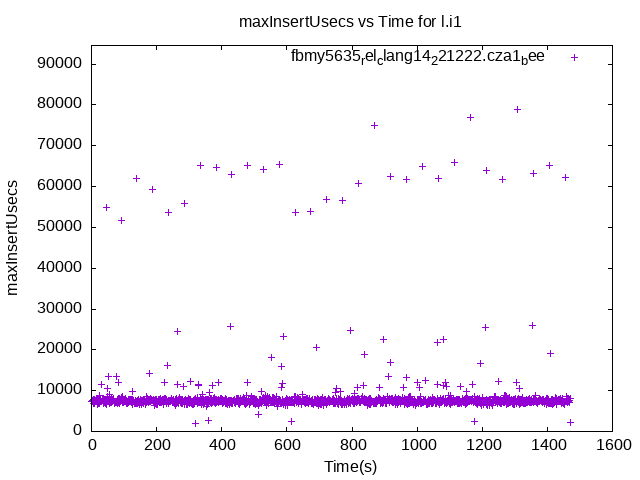 maxInsertUsecs vs Time for l.i1
fbmy5635relclang14221222.cza1bee
90000
80000
70000
60000
50000
40000
30000
20000
10000
0
maxInsertUsecs
0 200 400 600 800 1000 1200 1400 1600
Time(s)